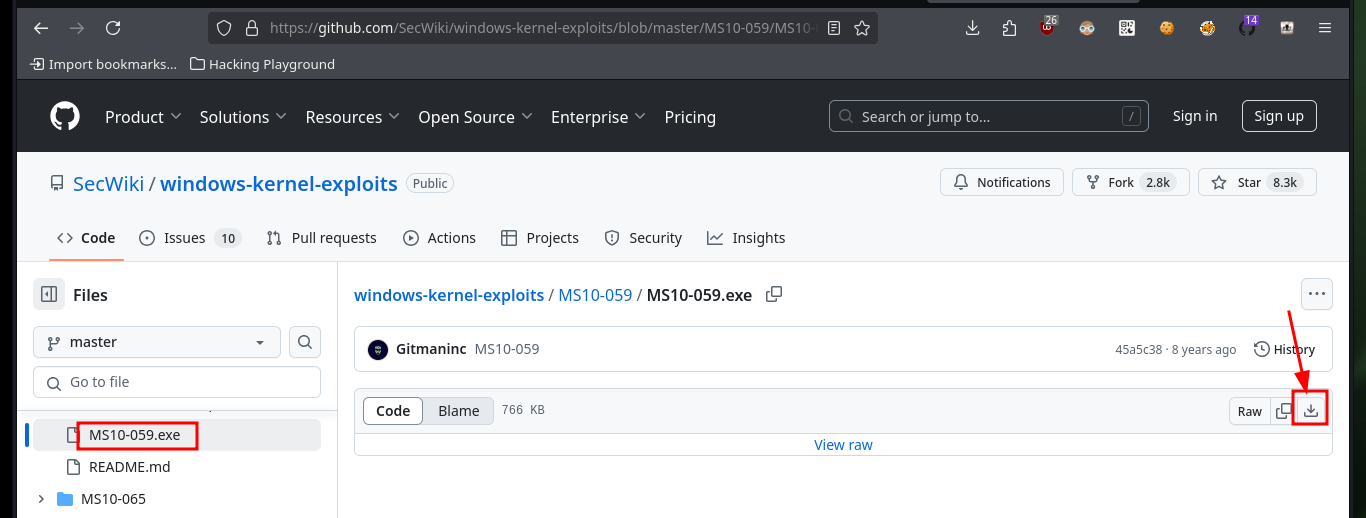 https://github.com/SecWiki/windows-kernel-exploits/blob/master/MS10-059/MS10-
26
14
Import bookmarks...
Hacking Playground
Product
Solutions
Resources
Open Source
Enterprise
Pricing
Search or jump to...
/
Sign in
Sign up
SecWiki / windows-kernel-exploits
Public
Notifications
Fork 2.8k
Star 8.3k
Code
Issues 10
Pull requests
Actions
Projects
Security
Insights
Files
windows-kernel-exploits / MS10-059 / MS10-059.exe
master
Gitmaninc MS10-059
45a5c38 · 8 years ago
History
Go to file
Code
Blame
766 KB
Raw
MS10-059.exe
View raw
README.md
MS10-065